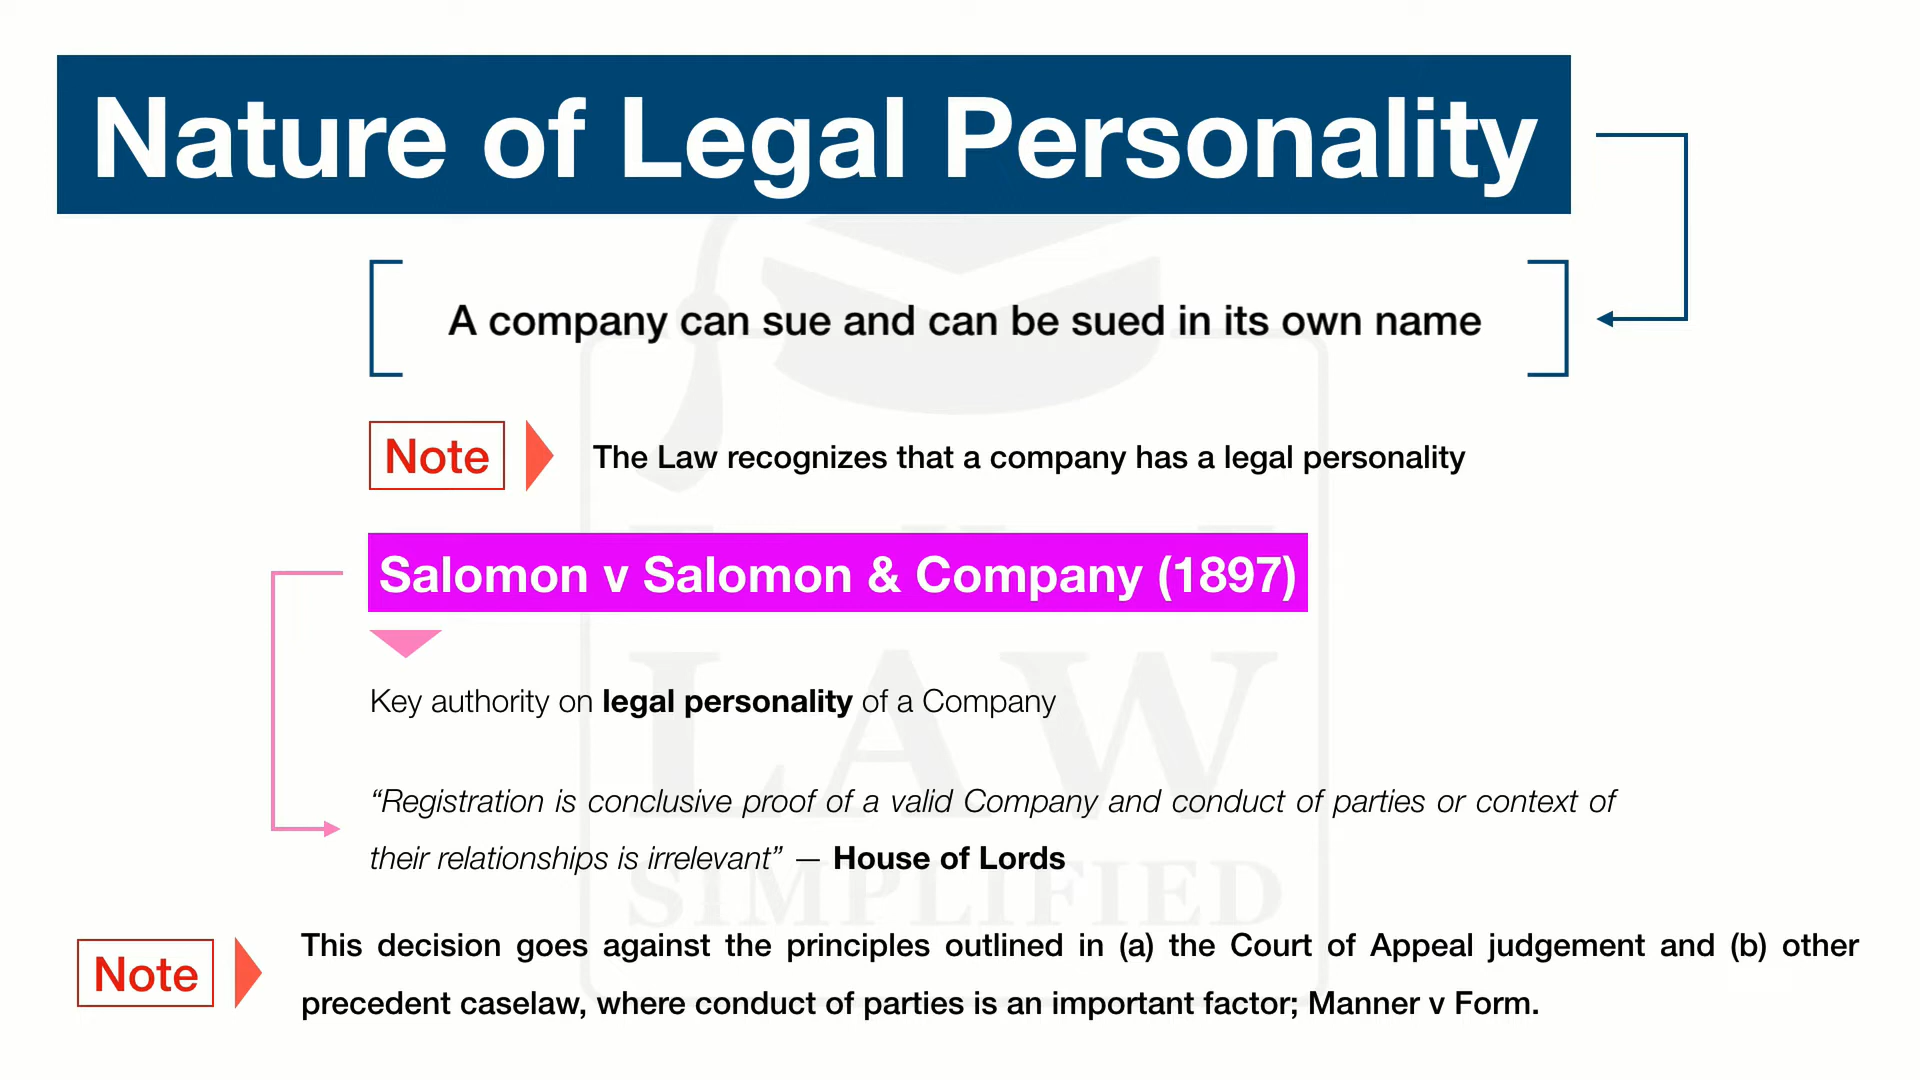 Nature of Legal Personality
A company can sue and can be sued in its own name
Note
The Law recognizes that a company has a legal personality
Salomon v Salomon & Company (1897)
Key authority on legal personality of a Company
“Registration is conclusive proof of a valid Company and conduct of parties or context of
their relationships is irrelevant” — House of Lords
Note
This decision goes against the principles outlined in (a) the Court of Appeal judgement and (b) other
precedent caselaw, where conduct of parties is an important factor; Manner v Form.
LAW
SIMPLIFIED